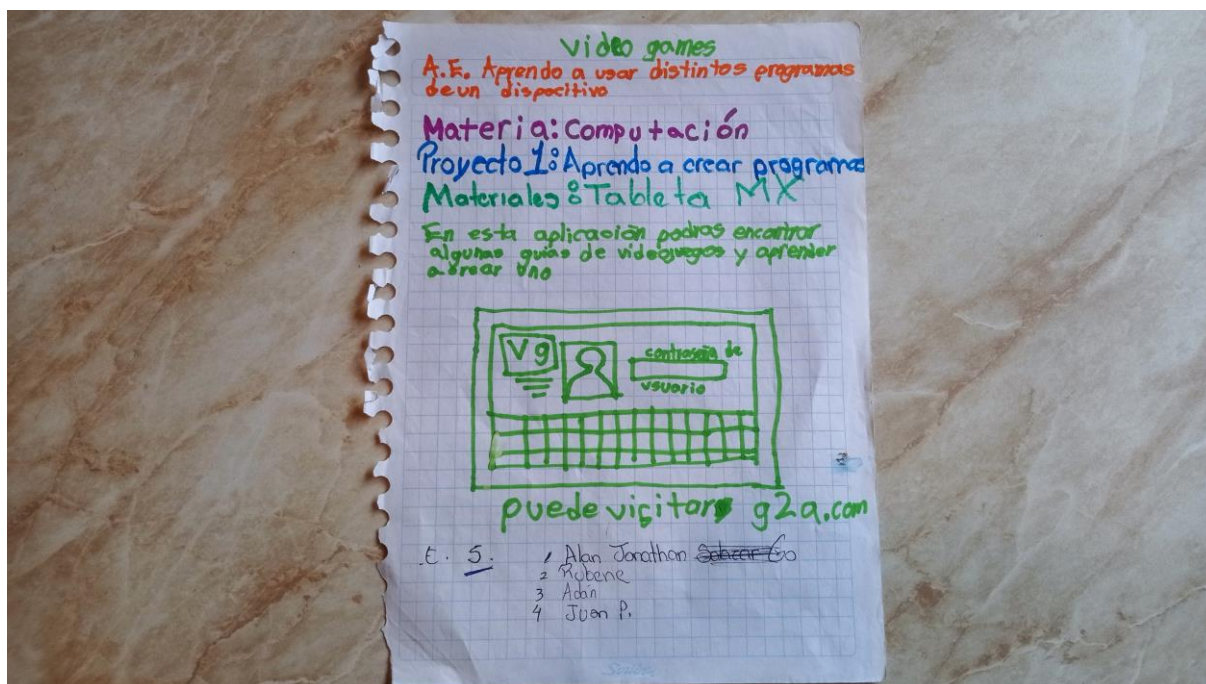 video games
A.E. Aprendo a usar distintos programas
de un dispocitivo
Materia: Computación
Proyecto 1: Aprendo a crear programas
Materiales: Tableta MX
En esta aplicación podras encontrar
algunas guias de videojuegos y aprender
a crear uno
Vg
contraseña de
usuario
puede visitar g2a.com
E. 5. 1 Alan Jonathan
2 Rubene
3 Adán
4 Juan P.